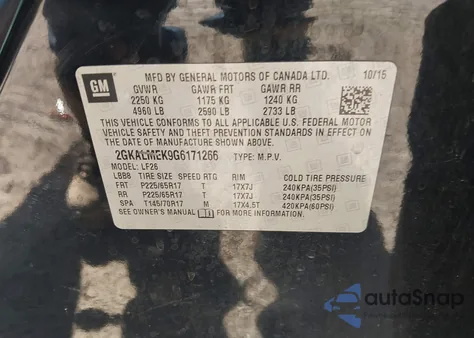 GM
MFD BY GENERAL MOTORS OF CANADA LTD. 10/15
GVWR GAWR FRT GAWR RR
2250 KG 1175 KG 1240 KG
4960 LB 2590 LB 2733 LB
THIS VEHICLE CONFORMS TO ALL APPLICABLE U.S. FEDERAL MOTOR
VEHICLE SAFETY AND THEFT PREVENTION STANDARDS IN EFFECT ON
THE DATE OF MANUFACTURE SHOWN ABOVE.
2GKALMEK9G6171266 TYPE: M.P.V.
MODEL: LF26
LBB8 TIRE SIZE SPEED RTG RIM COLD TIRE PRESSURE
FRT P225/65R17 T 17X7J 240KPA(35PSI)
RR P225/65R17 T 17X7J 240KPA(35PSI)
SPA T145/70R17 M 17X4.5T 420KPA(60PSI)
SEE OWNER'S MANUAL FOR ADDITIONAL INFORMATION.
autoSnap